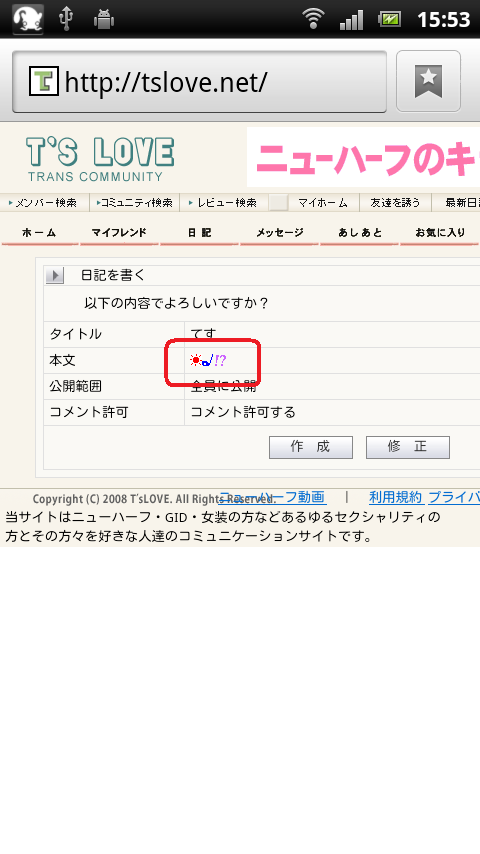 15:53
http://tslove.net/
T'S LOVE
TRANS COMMUNITY
ニューハーフのキ
メンバー検索 コミュニティ検索 レビュー検索 マイホーム 友達を誘う 最新日
ホーム マイフレンド 日記 メッセージ あしあと お気に入り
日記を書く
以下の内容でよろしいですか？
タイトル てす
本文 !?
公開範囲 全員に公開
コメント許可 コメント許可する
作 成 修 正
Copyright (C) 2008 T'sLOVE. All Rights Reserved. ニューハーフ動画 | 利用規約 プライバ
当サイトはニューハーフ・GID・女装の方などあるゆるセクシャリティの
方とその方々を好きな人達のコミュニケーションサイトです。